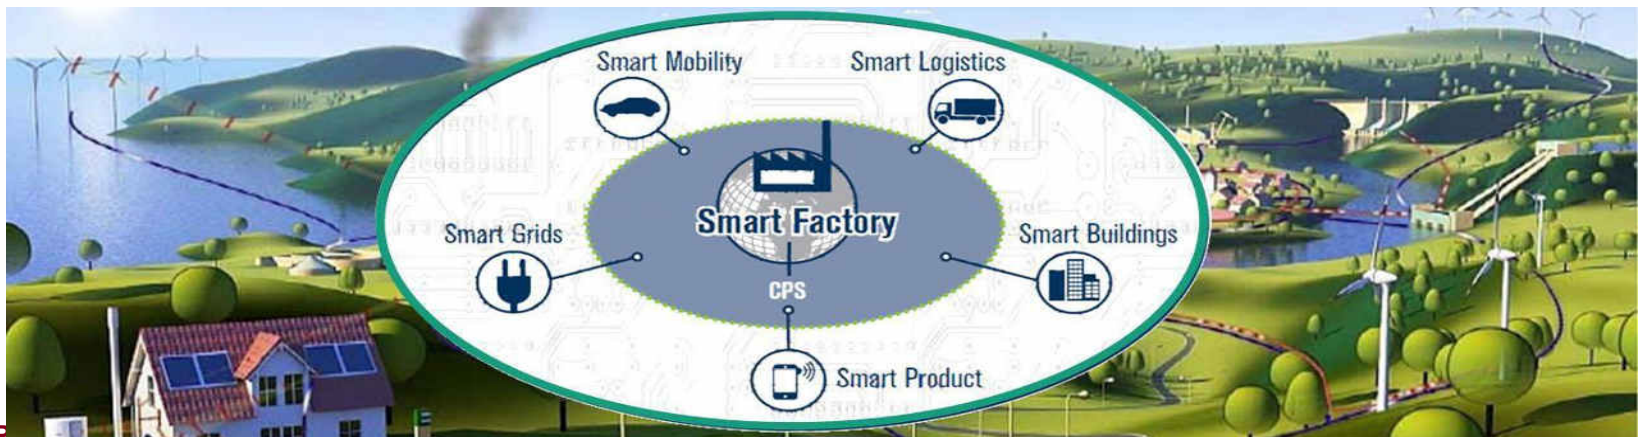 Smart Mobility
Smart Logistics
Smart Factory
Smart Grids
Smart Buildings
CPS
Smart Product